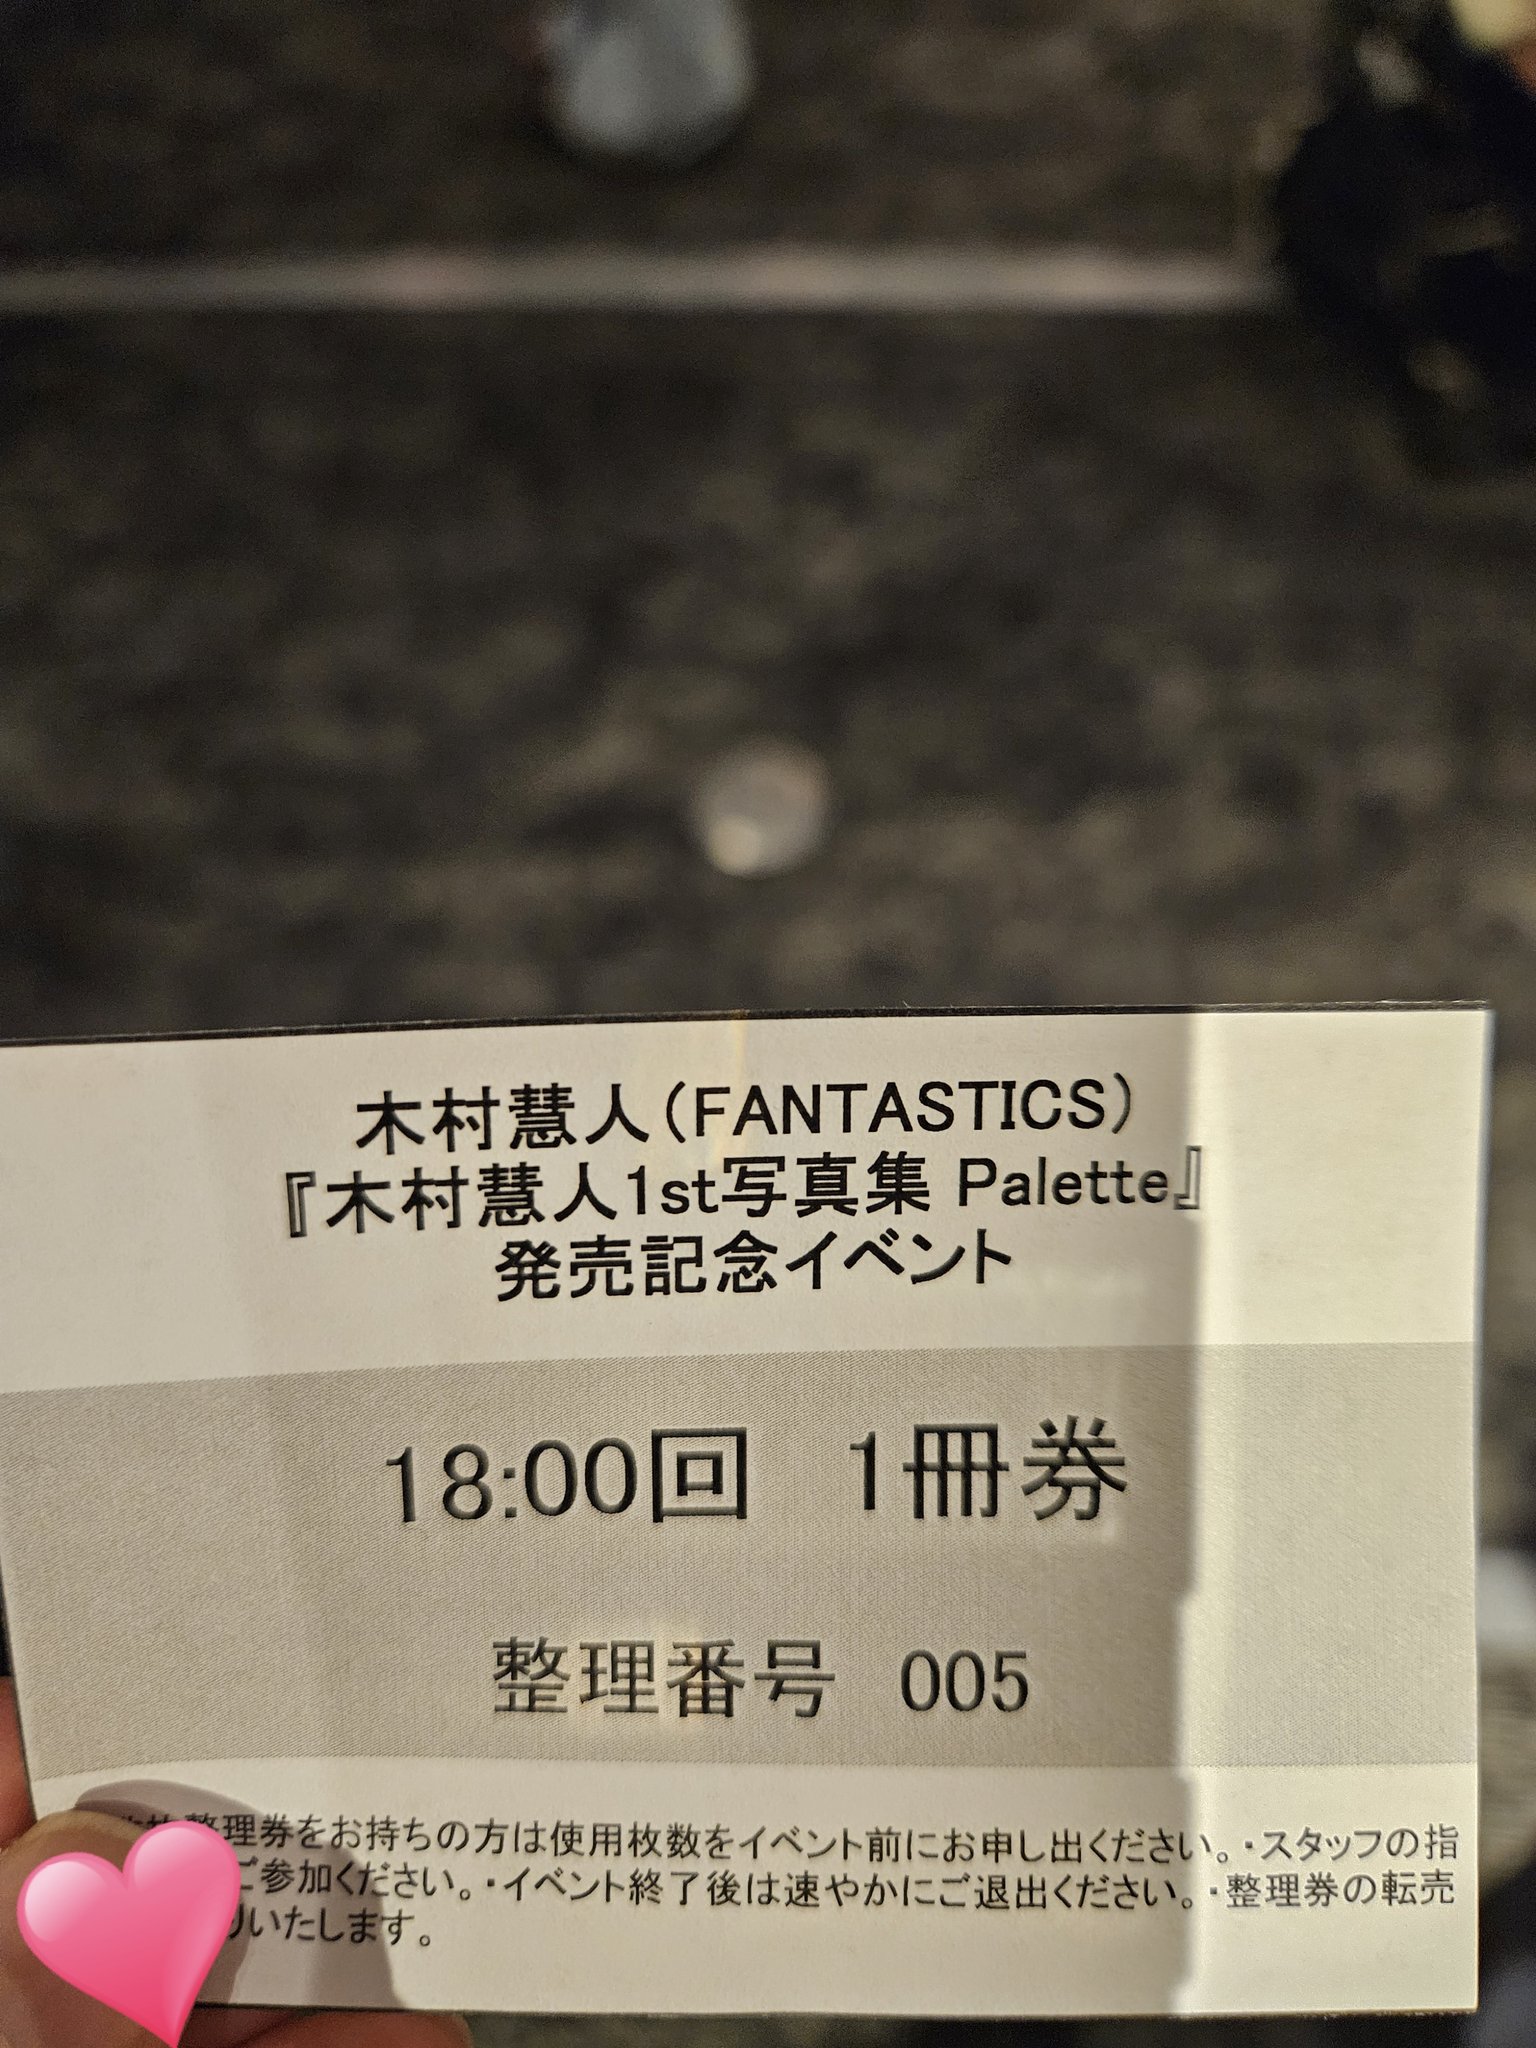 木村慧人(FANTASTICS)
『木村慧人1st写真集 Palette』
発売記念イベント
18:00回 1冊券
整理番号 005
整理券をお持ちの方は使用枚数をイベント前にお申し出ください。・スタッフの指
ご参加ください。・イベント終了後は速やかにご退出ください。・整理券の転売
いたします。